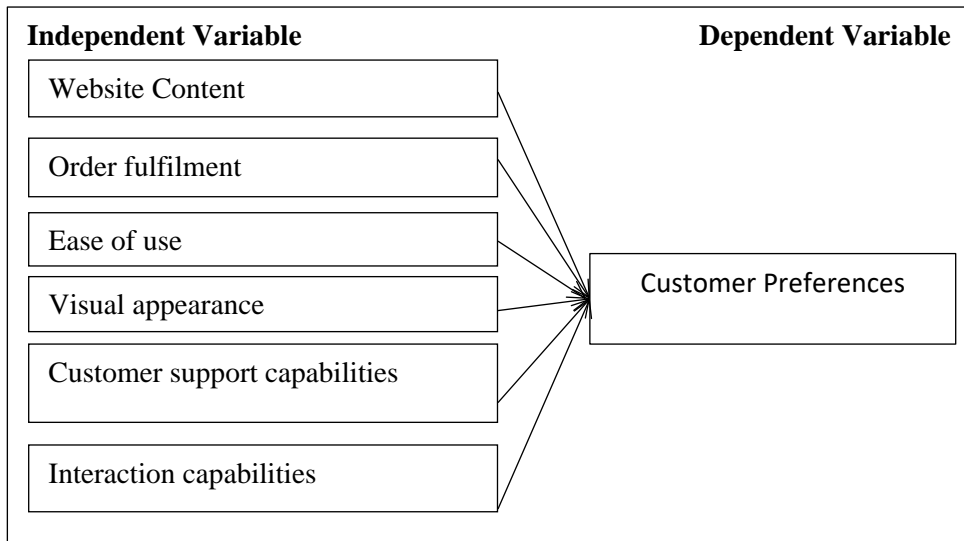 Independent Variable
Dependent Variable
Website Content
Order fulfilment
Ease of use
Visual appearance
Customer support capabilities
Interaction capabilities
Customer Preferences